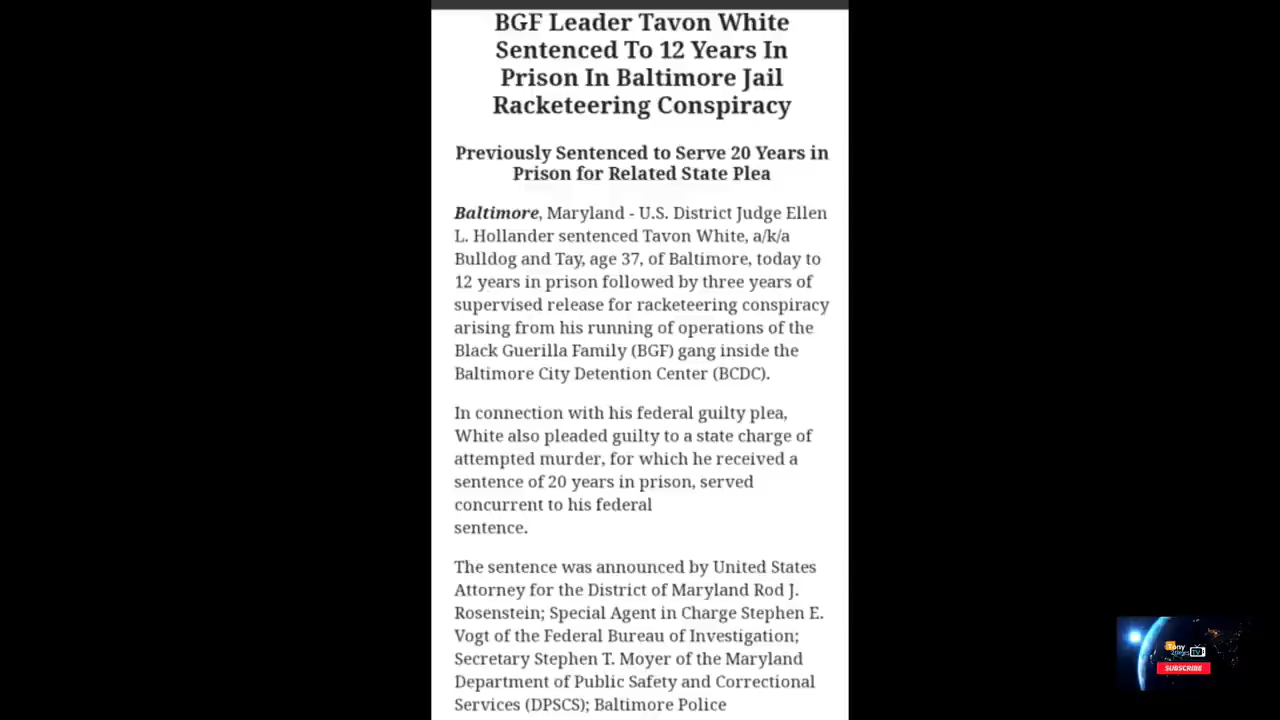 BGF Leader Tavon White
Sentenced To 12 Years In
Prison In Baltimore Jail
Racketeering Conspiracy
Previously Sentenced to Serve 20 Years in
Prison for Related State Plea
Baltimore, Maryland - U.S. District Judge Ellen
L. Hollander sentenced Tavon White, a/k/a
Bulldog and Tay, age 37, of Baltimore, today to
12 years in prison followed by three years of
supervised release for racketeering conspiracy
arising from his running of operations of the
Black Guerilla Family (BGF) gang inside the
Baltimore City Detention Center (BCDC).
In connection with his federal guilty plea,
White also pleaded guilty to a state charge of
attempted murder, for which he received a
sentence of 20 years in prison, served
concurrent to his federal
sentence.
The sentence was announced by United States
Attorney for the District of Maryland Rod J.
Rosenstein; Special Agent in Charge Stephen E.
Vogt of the Federal Bureau of Investigation;
Secretary Stephen T. Moyer of the Maryland
Department of Public Safety and Correctional
Services (DPSCS); Baltimore Police
Tony
TV
SUBSCRIBE